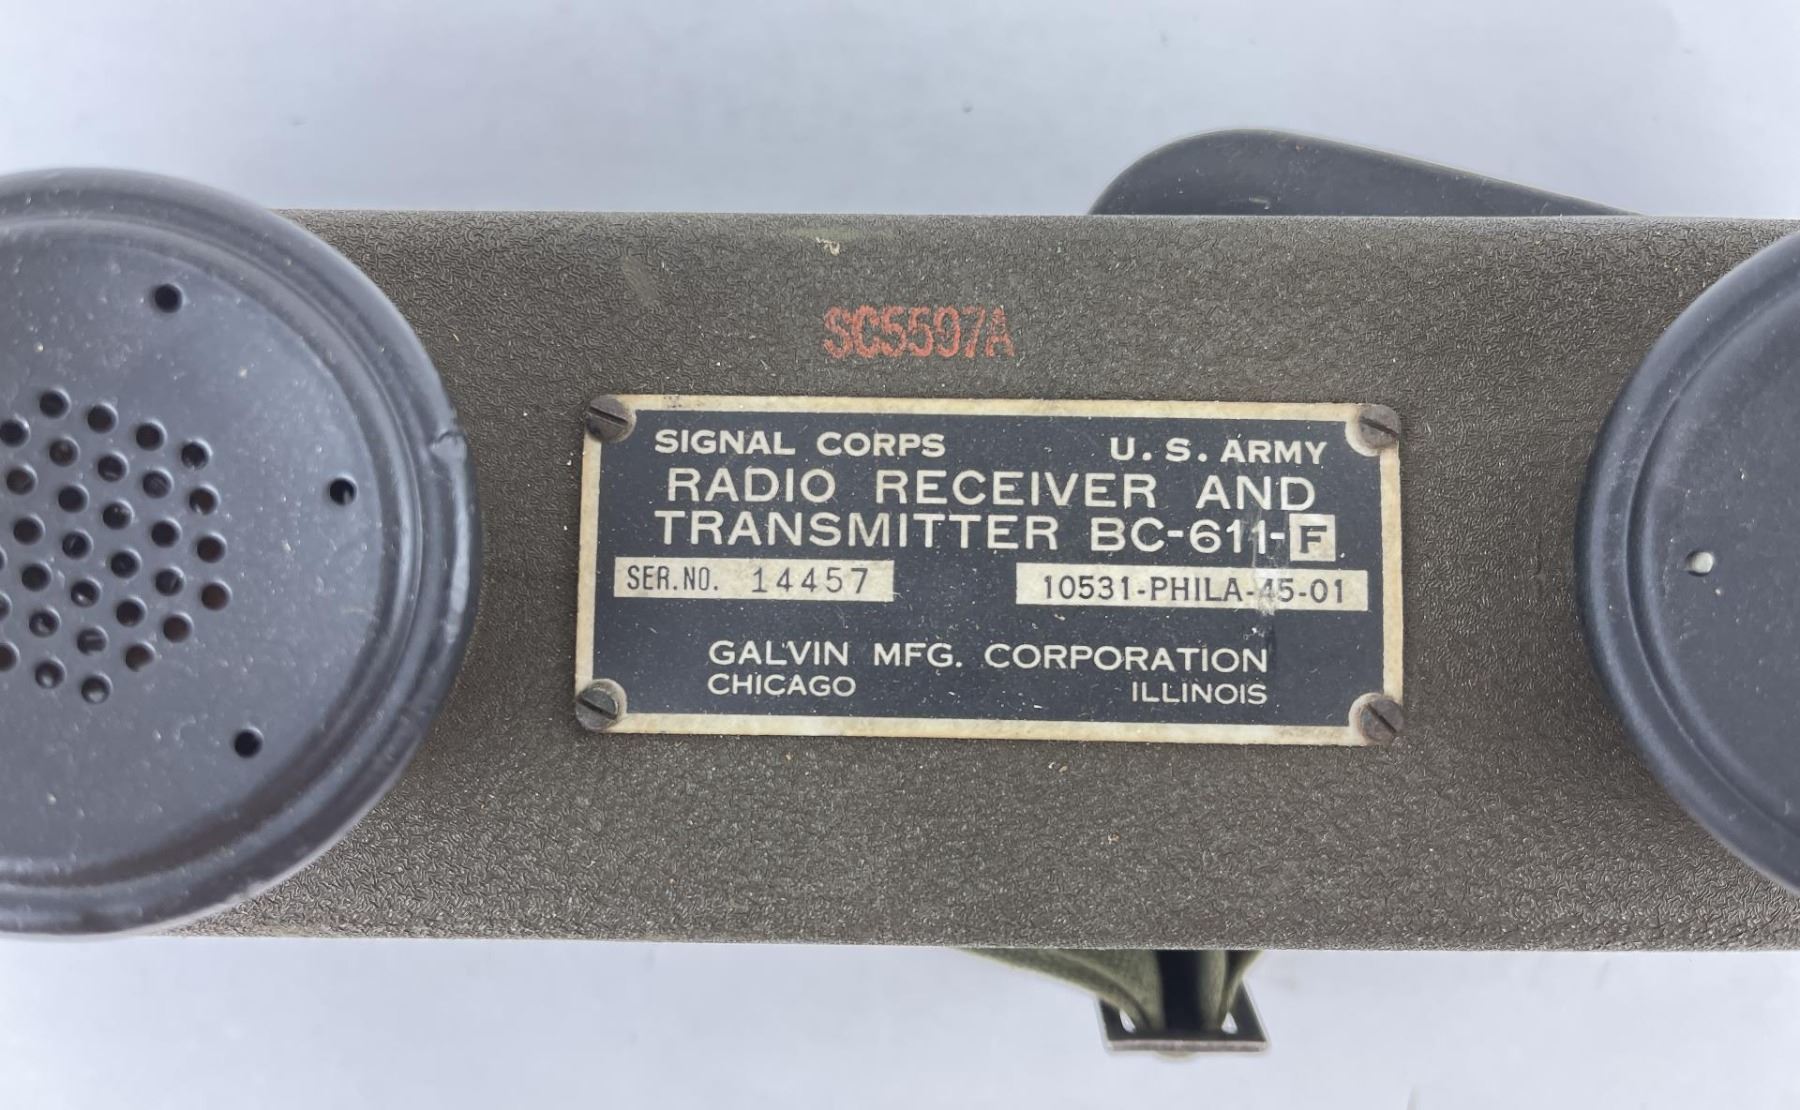 SC5597A
SIGNAL CORPS U.S. ARMY
RADIO RECEIVER AND
TRANSMITTER BC-611-F
SER.NO. 14457 10531-PHILA-45-01
GALVIN MFG. CORPORATION
CHICAGO ILLINOIS